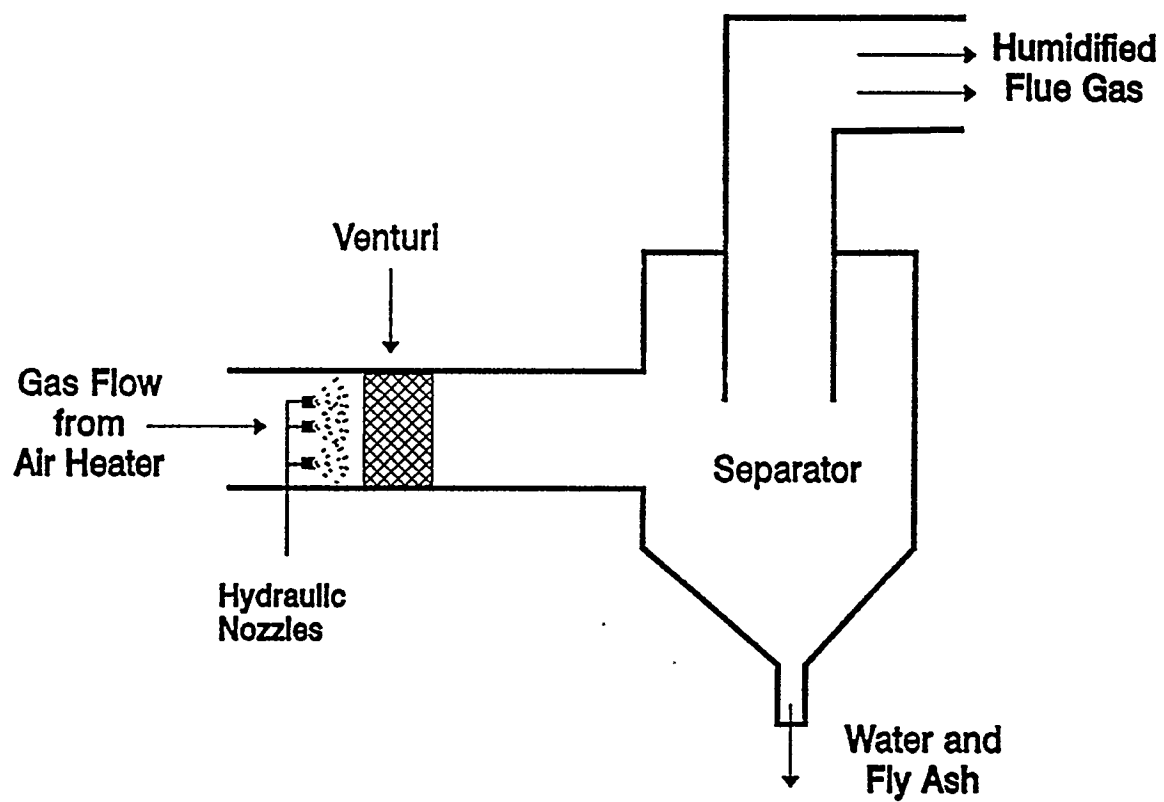 Humidified
Flue Gas
Venturi
Gas Flow
from
Air Heater
Separator
Hydraulic
Nozzles
Water and
Fly Ash